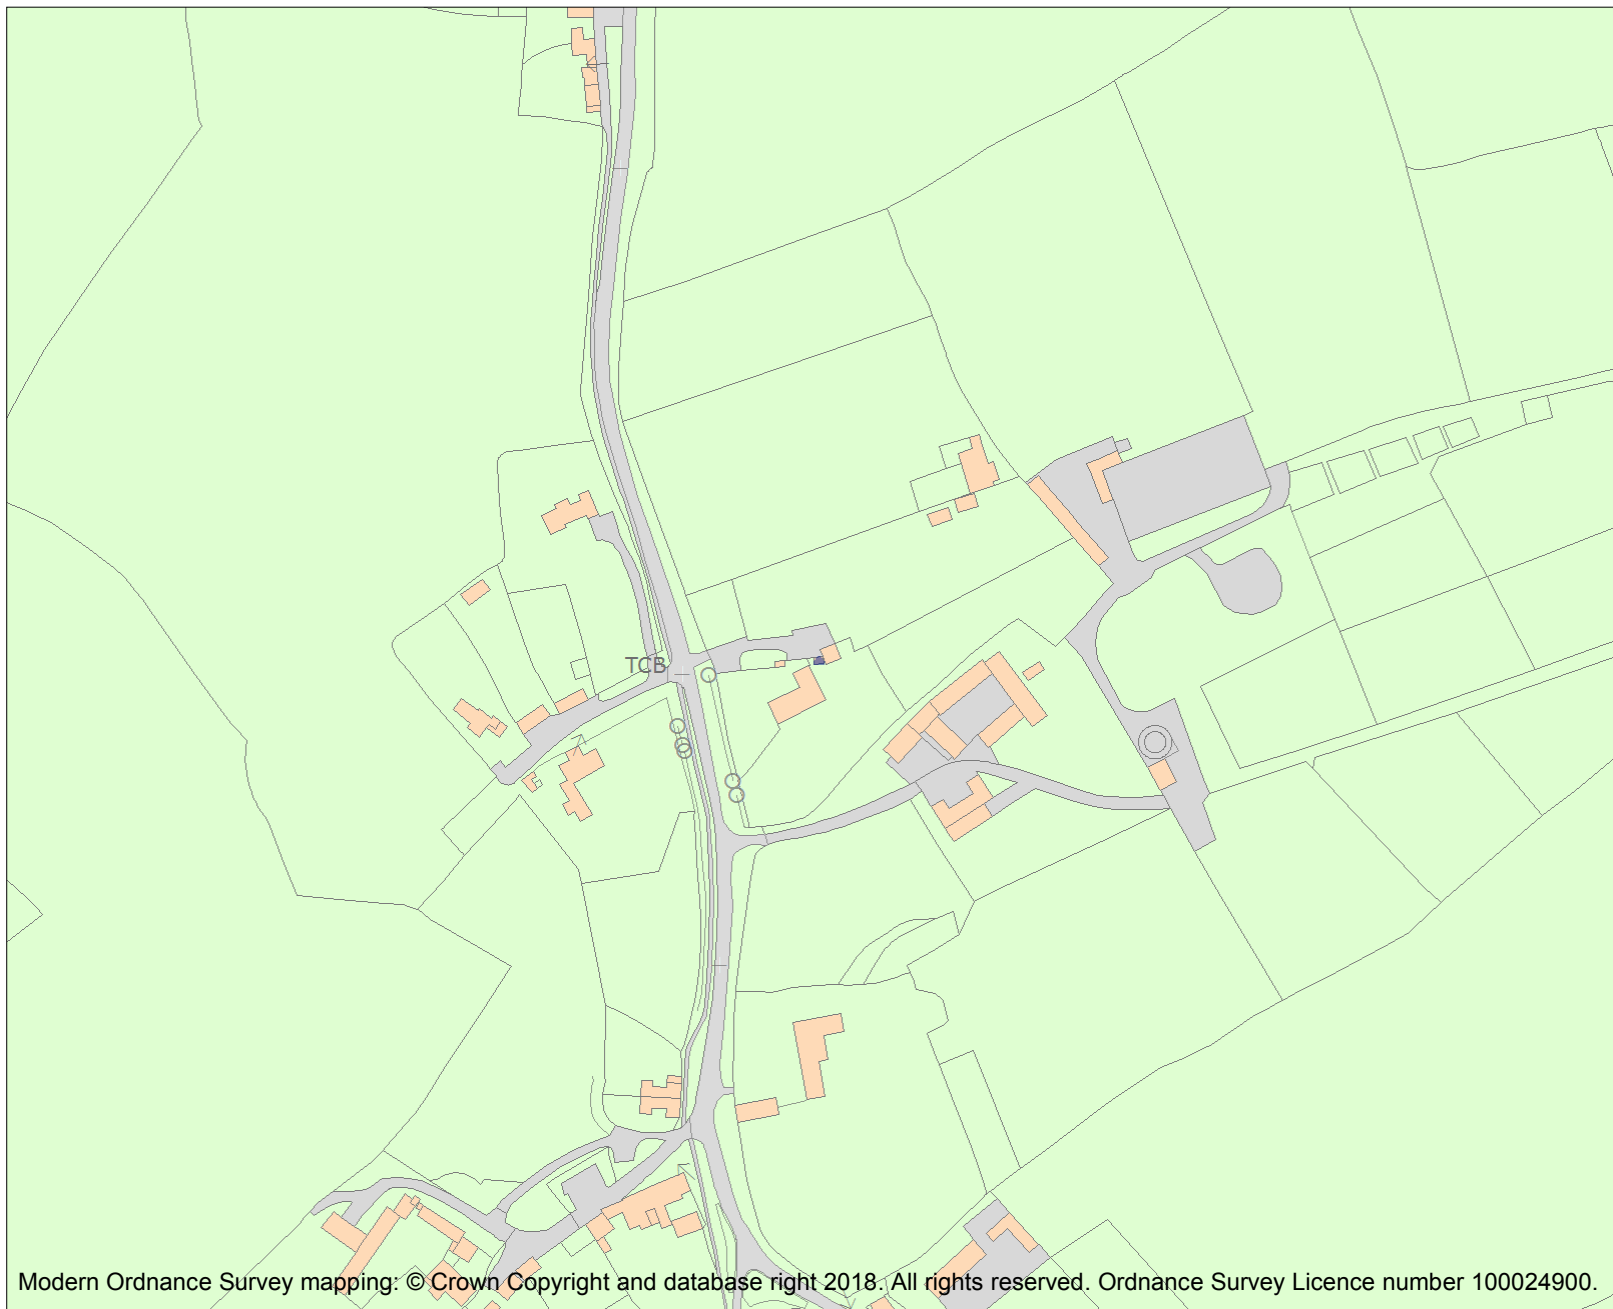 TCB
Modern Ordnance Survey mapping: © Crown Copyright and database right 2018. All rights reserved. Ordnance Survey Licence number 100024900.